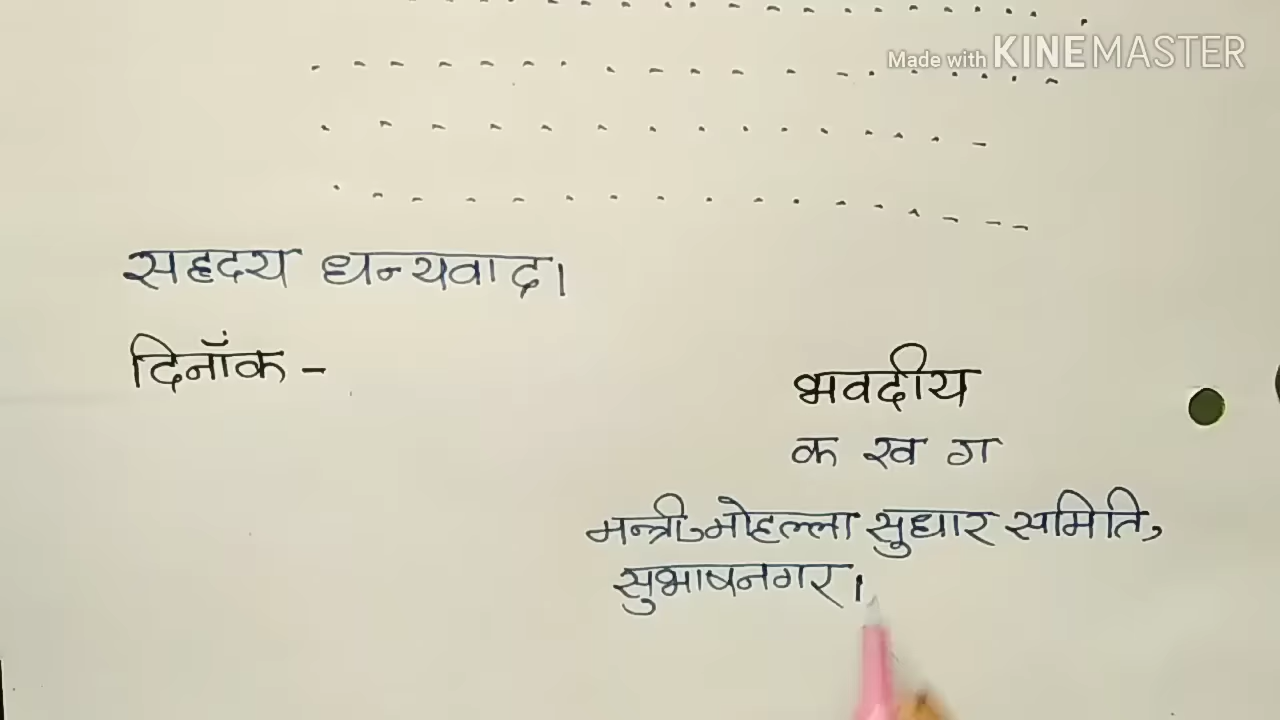 Made with KINEMASTER
सहृदय धन्यवाद।
दिनाँक -
भवदीय
क ख ग
मन्त्री,मोहल्ला सुधार समिति,
सुभाषनगर।